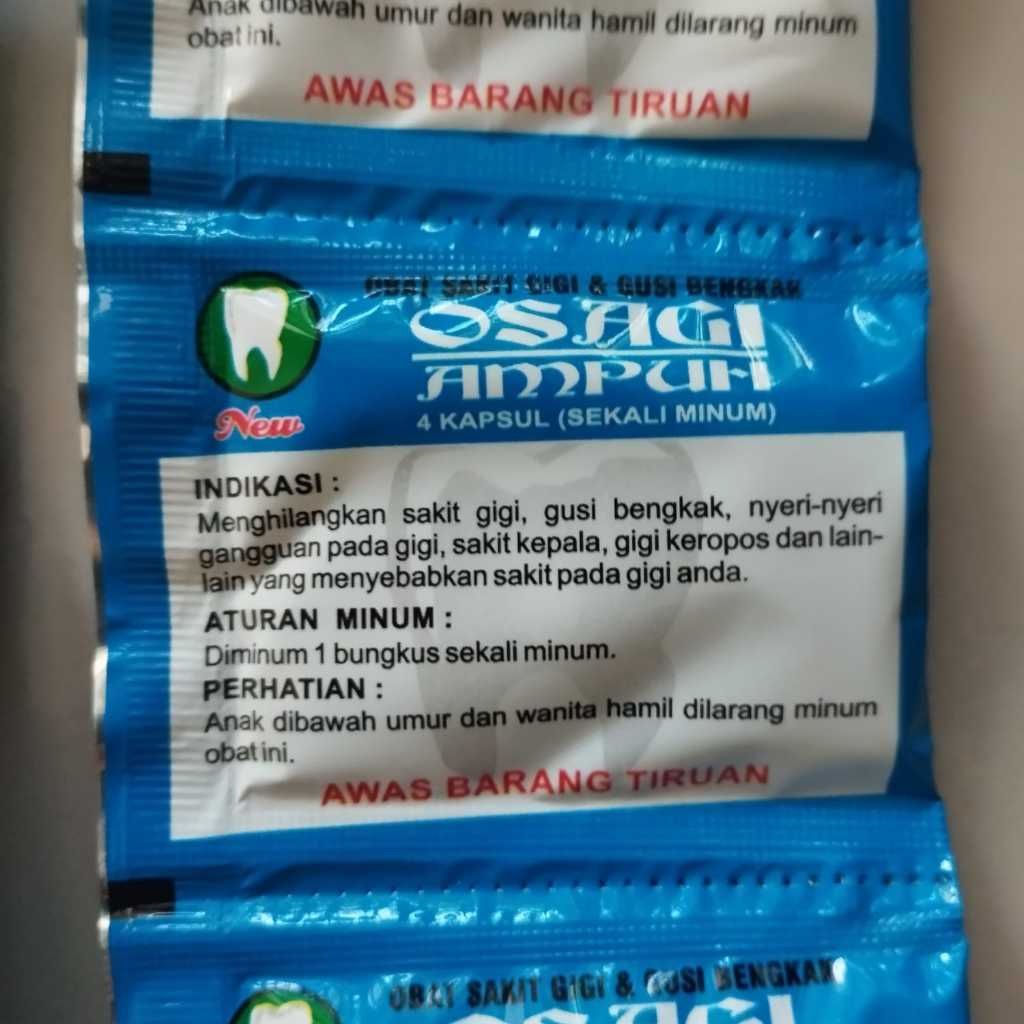 Anak dibawah umur dan wanita hamil dilarang minum
obat ini.
AWAS BARANG TIRUAN
OBAT SAKIT GIGI & GUSI BENGKAK
OSAGI
AMPUH
New
4 KAPSUL (SEKALI MINUM)
INDIKASI :
Menghilangkan sakit gigi, gusi bengkak, nyeri-nyeri
gangguan pada gigi, sakit kepala, gigi keropos dan lain-
lain yang menyebabkan sakit pada gigi anda.
ATURAN MINUM :
Diminum 1 bungkus sekali minum.
PERHATIAN :
Anak dibawah umur dan wanita hamil dilarang minum
obat ini.
AWAS BARANG TIRUAN
OBAT SAKIT GIGI & GUSI BENGKAK
OSAGI